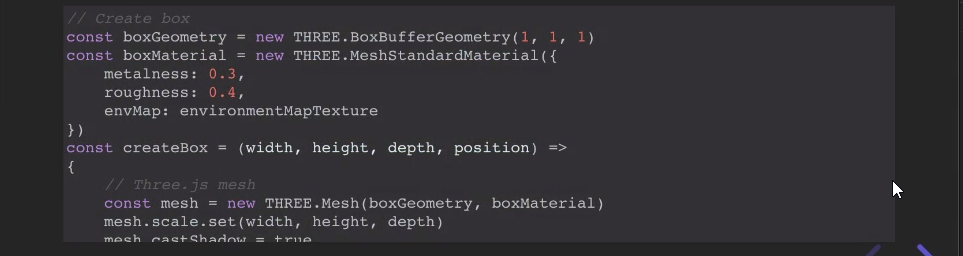 // Create box
const boxGeometry = new THREE.BoxBufferGeometry(1, 1, 1)
const boxMaterial = new THREE.MeshStandardMaterial({
    metalness: 0.3,
    roughness: 0.4,
    envMap: environmentMapTexture
})
const createBox = (width, height, depth, position) =>
{
    // Three.js mesh
    const mesh = new THREE.Mesh(boxGeometry, boxMaterial)
    mesh.scale.set(width, height, depth)
    mesh.castShadow = true